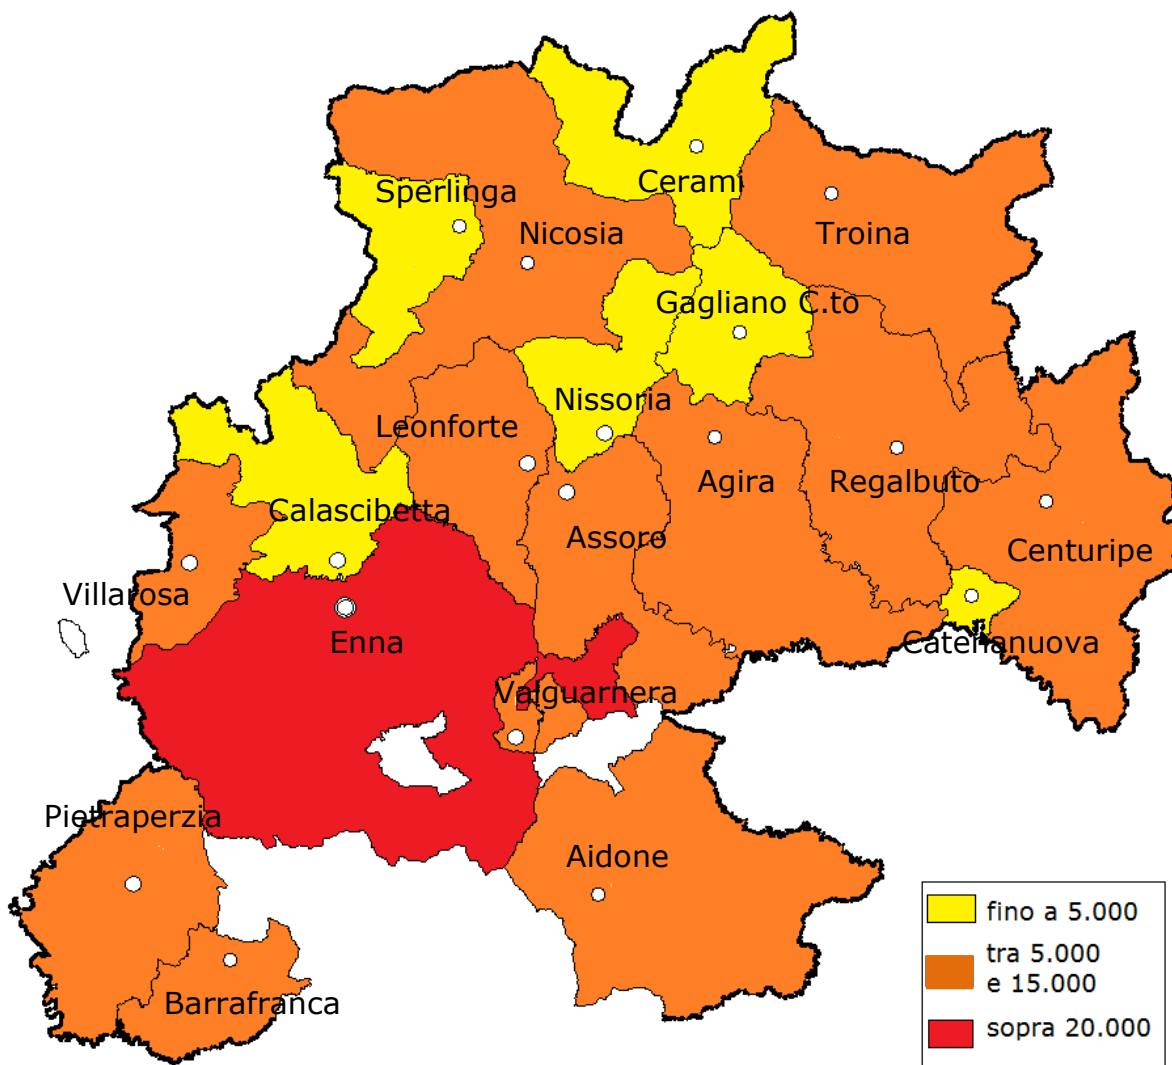 Cerami
Sperlinga
Nicosia
Troina
Gagliano C.to
Nissoria
Leonforte
Agira
Regalbuto
Calascibetta
Assoro
Centuripe
Villarosa
Enna
Catenanuova
Valguarnera
Pietraperzia
Aidone
Barrafranca
fino a 5.000
tra 5.000
e 15.000
sopra 20.000